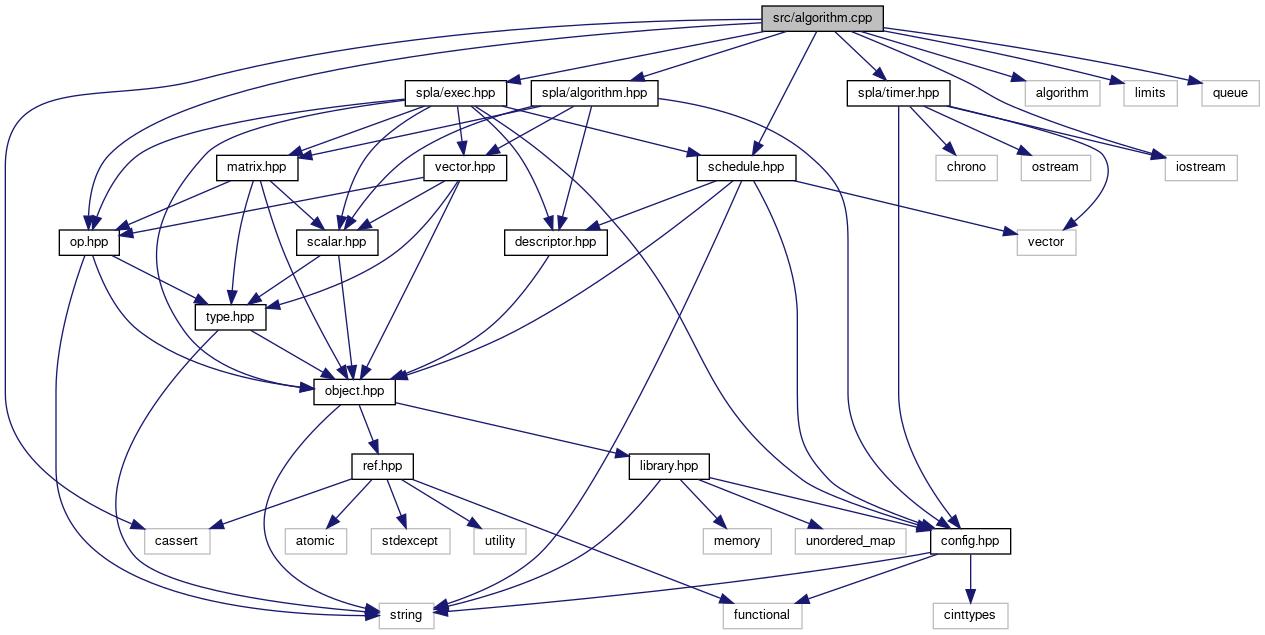 src/algorithm.cpp
spla/exec.hpp
spla/algorithm.hpp
spla/timer.hpp
algorithm
limits
queue
matrix.hpp
vector.hpp
schedule.hpp
chrono
ostream
iostream
op.hpp
scalar.hpp
descriptor.hpp
vector
type.hpp
object.hpp
ref.hpp
library.hpp
cassert
atomic
stdexcept
utility
memory
unordered_map
config.hpp
string
functional
cinttypes